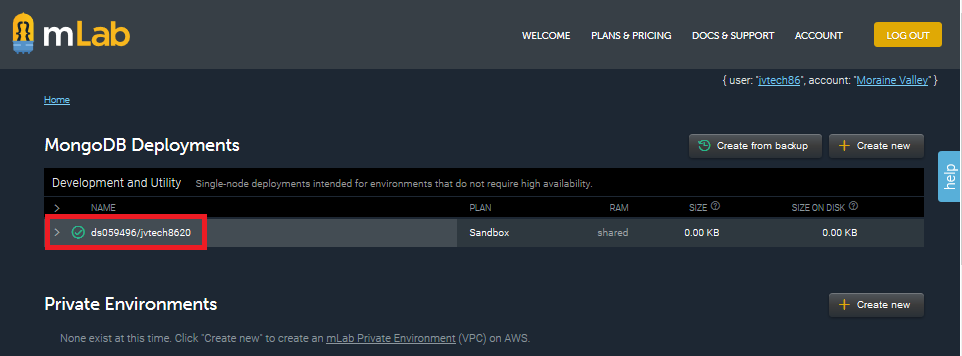 mLab
WELCOME PLANS & PRICING DOCS & SUPPORT ACCOUNT LOG OUT
{ user: "jvtech86", account: "Moraine Valley" }
Home
MongoDB Deployments Create from backup Create new
help
Development and Utility Single-node deployments intended for environments that do not require high availability.
NAME PLAN RAM SIZE ? SIZE ON DISK ?
ds059496/jvtech8620 Sandbox shared 0.00 KB 0.00 KB
Private Environments Create new
None exist at this time. Click "Create new" to create an mLab Private Environment (VPC) on AWS.